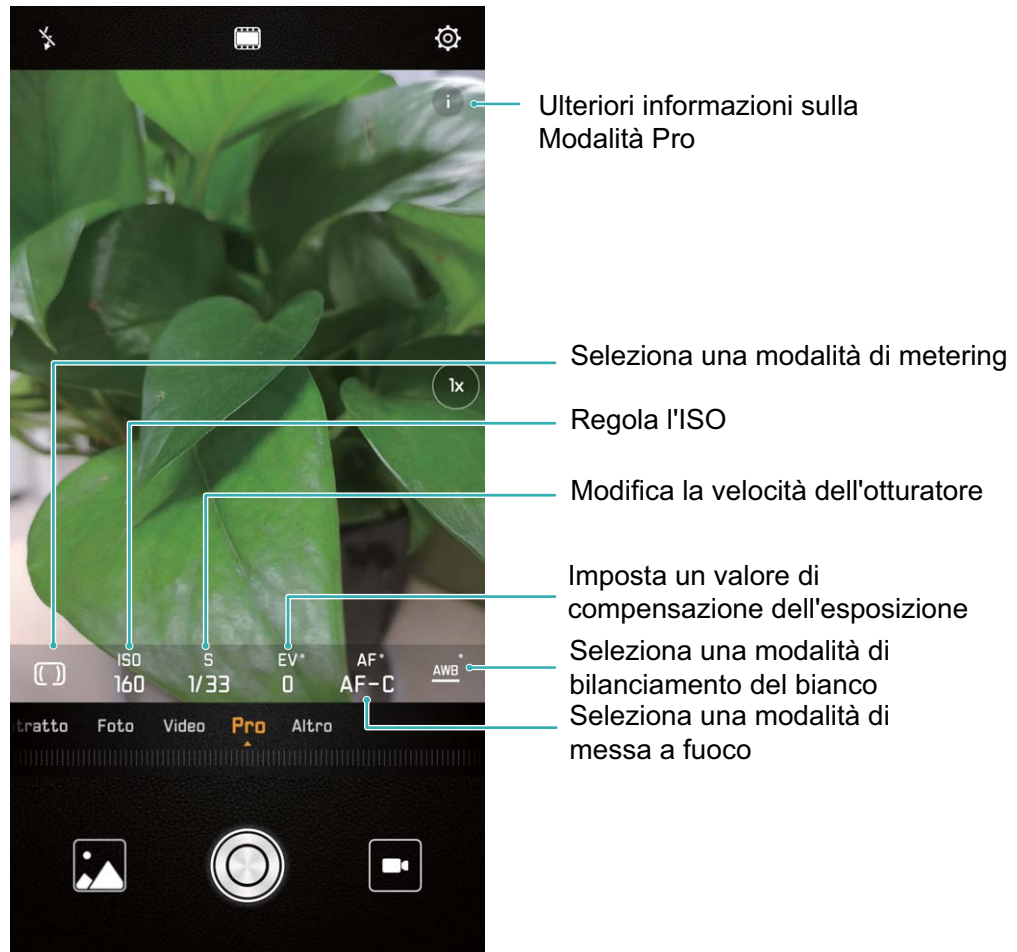 i
Ulteriori informazioni sulla
Modalità Pro
Seleziona una modalità di metering
1x
Regola l'ISO
Modifica la velocità dell'otturatore
Imposta un valore di
compensazione dell'esposizione
Seleziona una modalità di
bilanciamento del bianco
Seleziona una modalità di
messa a fuoco
ISO S EV° AF° AWB°
160 1/33 0 AF-C
tratto Foto Video Pro Altro